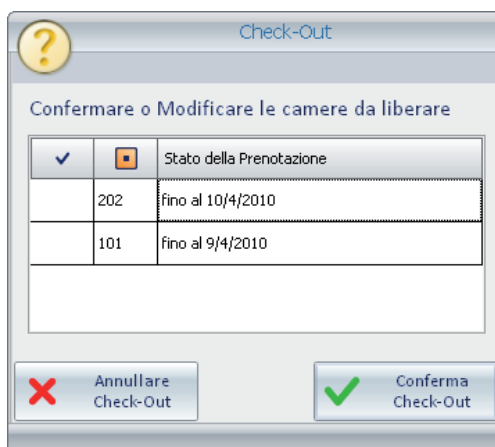 Check-Out
Confermare o Modificare le camere da liberare
Stato della Prenotazione
202 fino al 10/4/2010
101 fino al 9/4/2010
Annullare Conferma
Check-Out Check-Out